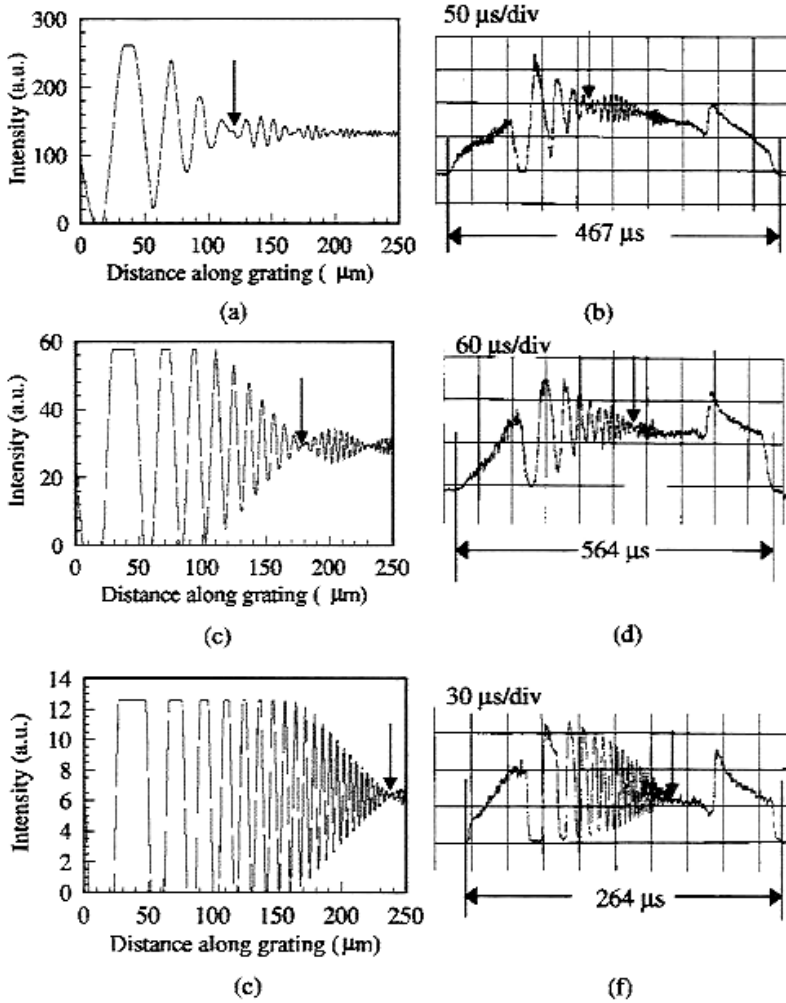 50 μs/div
Intensity (a.u.)
300
200
100
0
0 50 100 150 200 250
Distance along grating ( μm)
467 μs
(a)
(b)
60 μs/div
Intensity (a.u.)
60
40
20
0
0 50 100 150 200 250
Distance along grating ( μm)
564 μs
(c)
(d)
30 μs/div
Intensity (a.u.)
14
12
10
8
6
4
2
0
0 50 100 150 200 250
Distance along grating (μm)
264 μs
(e)
(f)